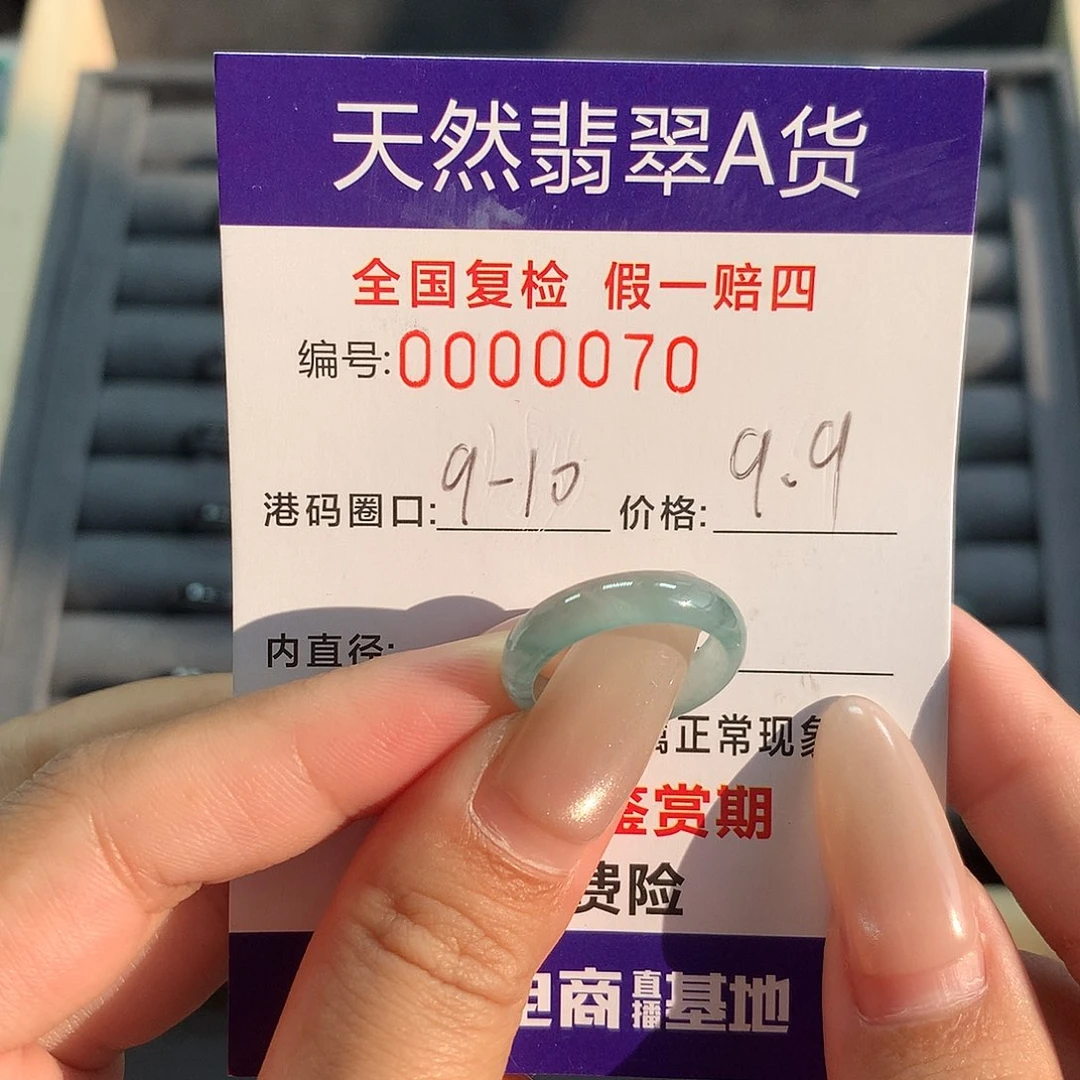 天然翡翠A货
全国复检 假一赔四
编号:0000070
港码圈口:9-10 价格:9.9
内直径:
正常现象
鉴赏期
费险
电商直播基地